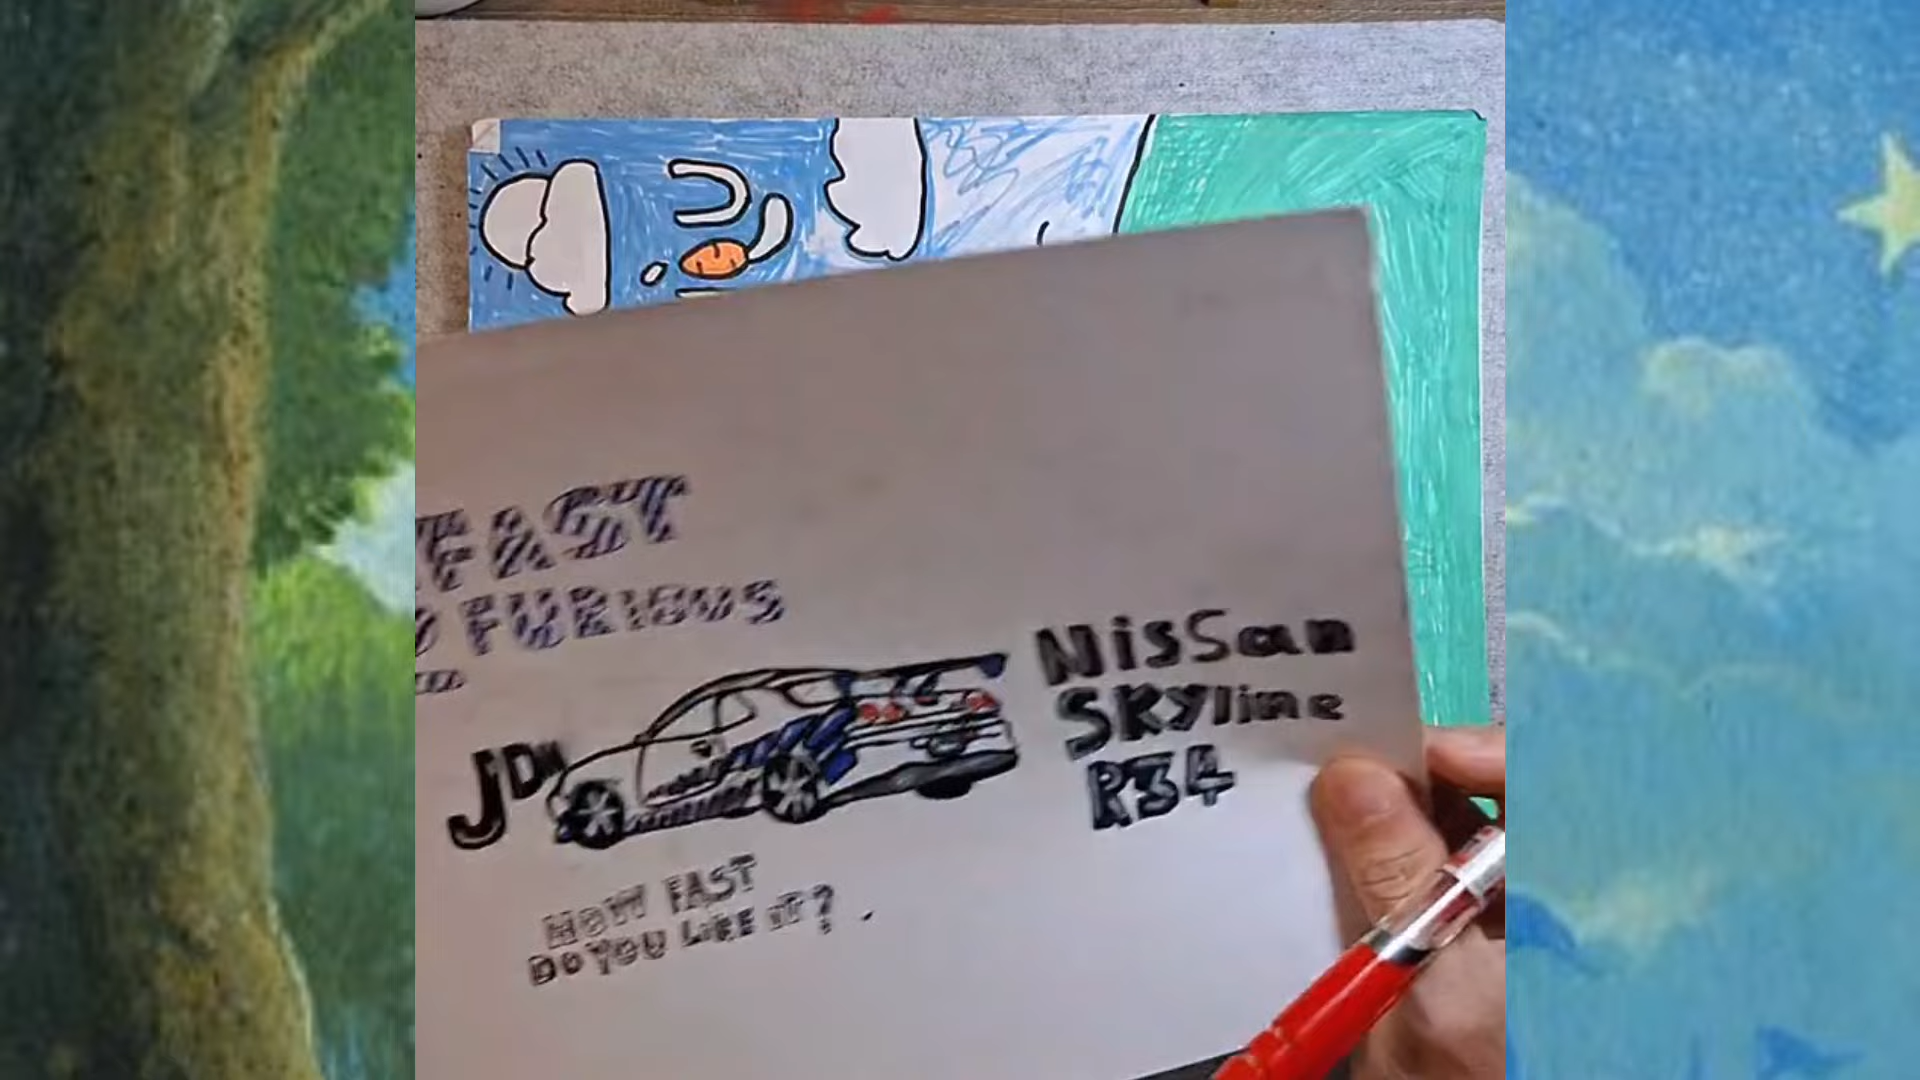 FAST
FURIOUS
JDM
Nissan
Skyline
R34
HOW FAST
DO YOU LIKE IT?